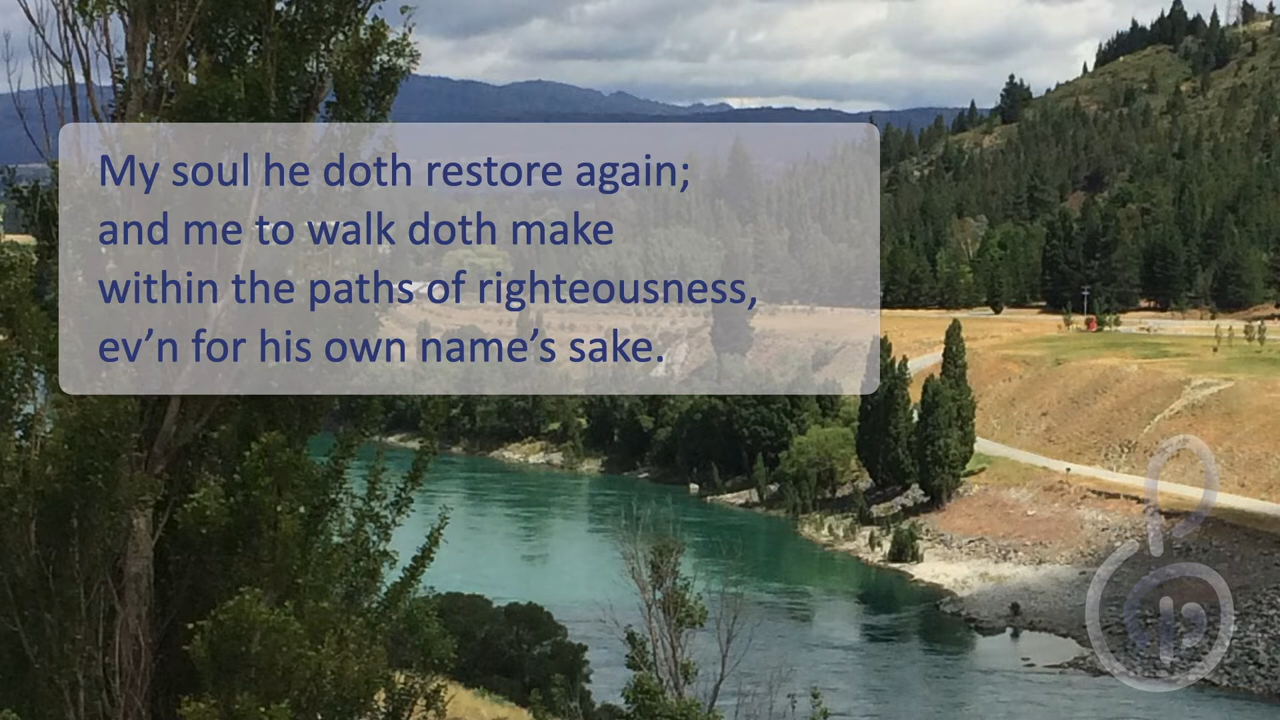 My soul he doth restore again;
and me to walk doth make
within the paths of righteousness,
ev’n for his own name’s sake.